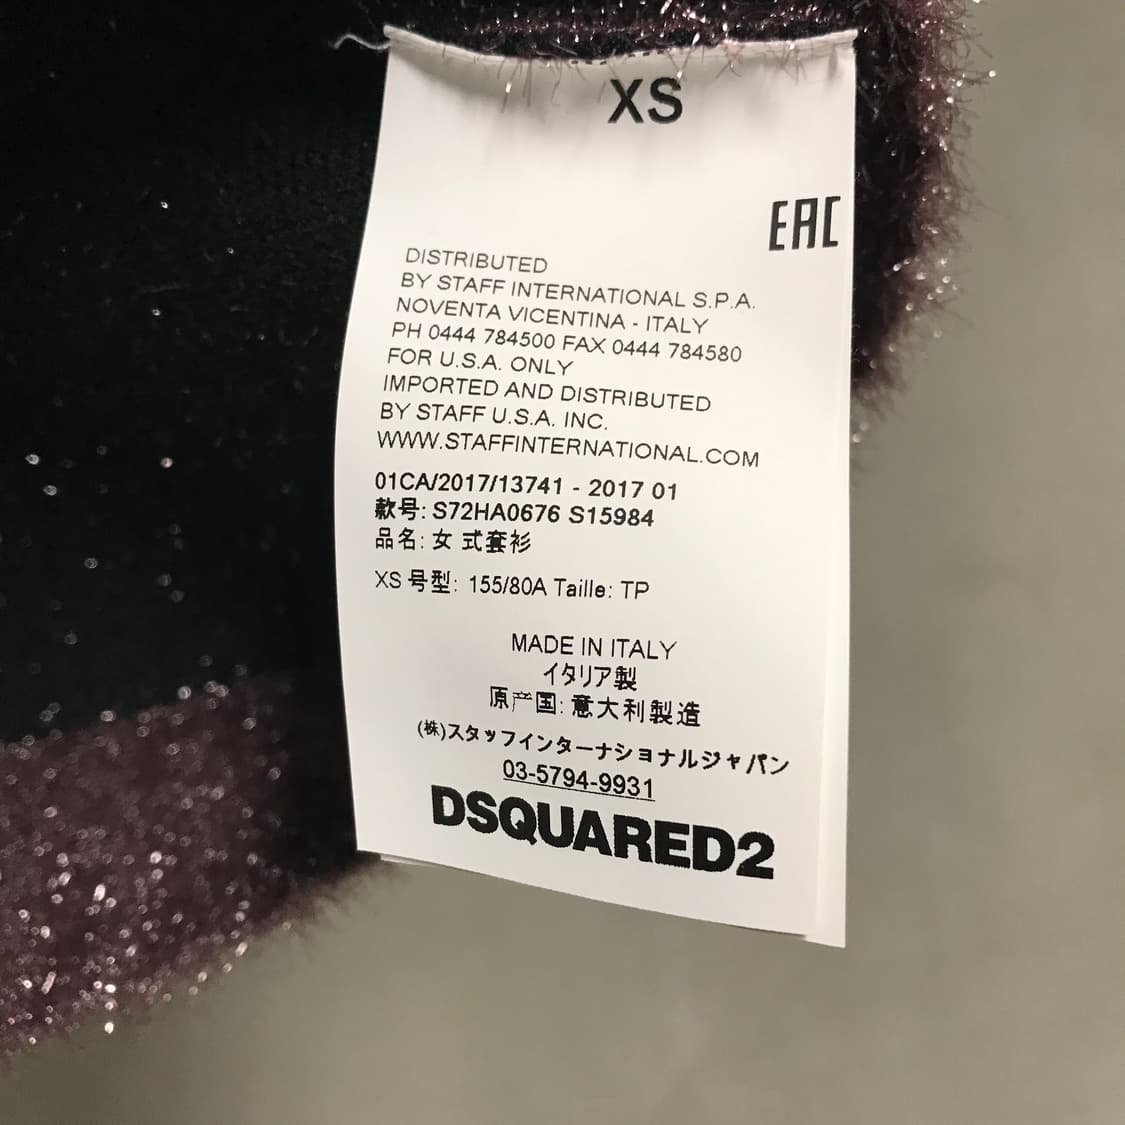 XS
EAC
DISTRIBUTED
BY STAFF INTERNATIONAL S.P.A.
NOVENTA VICENTINA - ITALY
PH 0444 784500 FAX 0444 784580
FOR U.S.A. ONLY
IMPORTED AND DISTRIBUTED
BY STAFF U.S.A. INC.
WWW.STAFFINTERNATIONAL.COM
01CA/2017/13741 - 2017 01
款号: S72HA0676 S15984
品名: 女 式套衫
XS 号型: 155/80A Taille: TP
MADE IN ITALY
イタリア製
原产国: 意大利製造
(株)スタッフインターナショナルジャパン
03-5794-9931
DSQUARED2